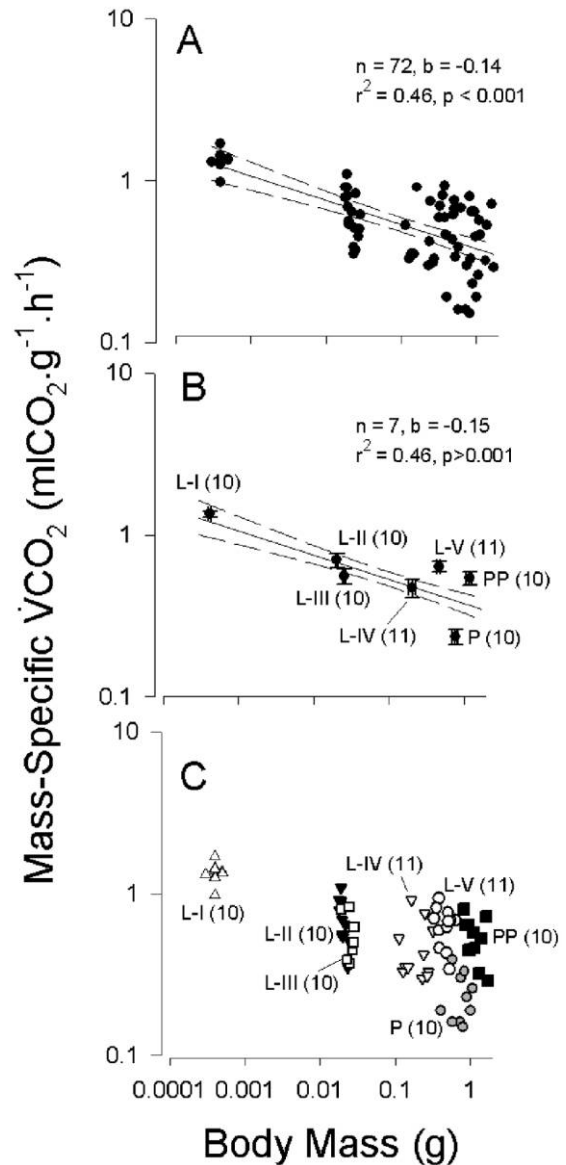 Mass-Specific V̇CO₂ (mlCO₂·g⁻¹·h⁻¹)
10
A
n = 72, b = -0.14
r² = 0.46, p < 0.001
1
0.1
10
B
n = 7, b = -0.15
r² = 0.46, p>0.001
L-I (10)
1
L-II (10)
L-V (11)
PP (10)
L-III (10)
L-IV (11)
P (10)
0.1
10
C
L-IV (11)
L-V (11)
1
L-I (10)
L-II (10)
PP (10)
L-III (10)
P (10)
0.1
0.0001 0.001 0.01 0.1 1
Body Mass (g)